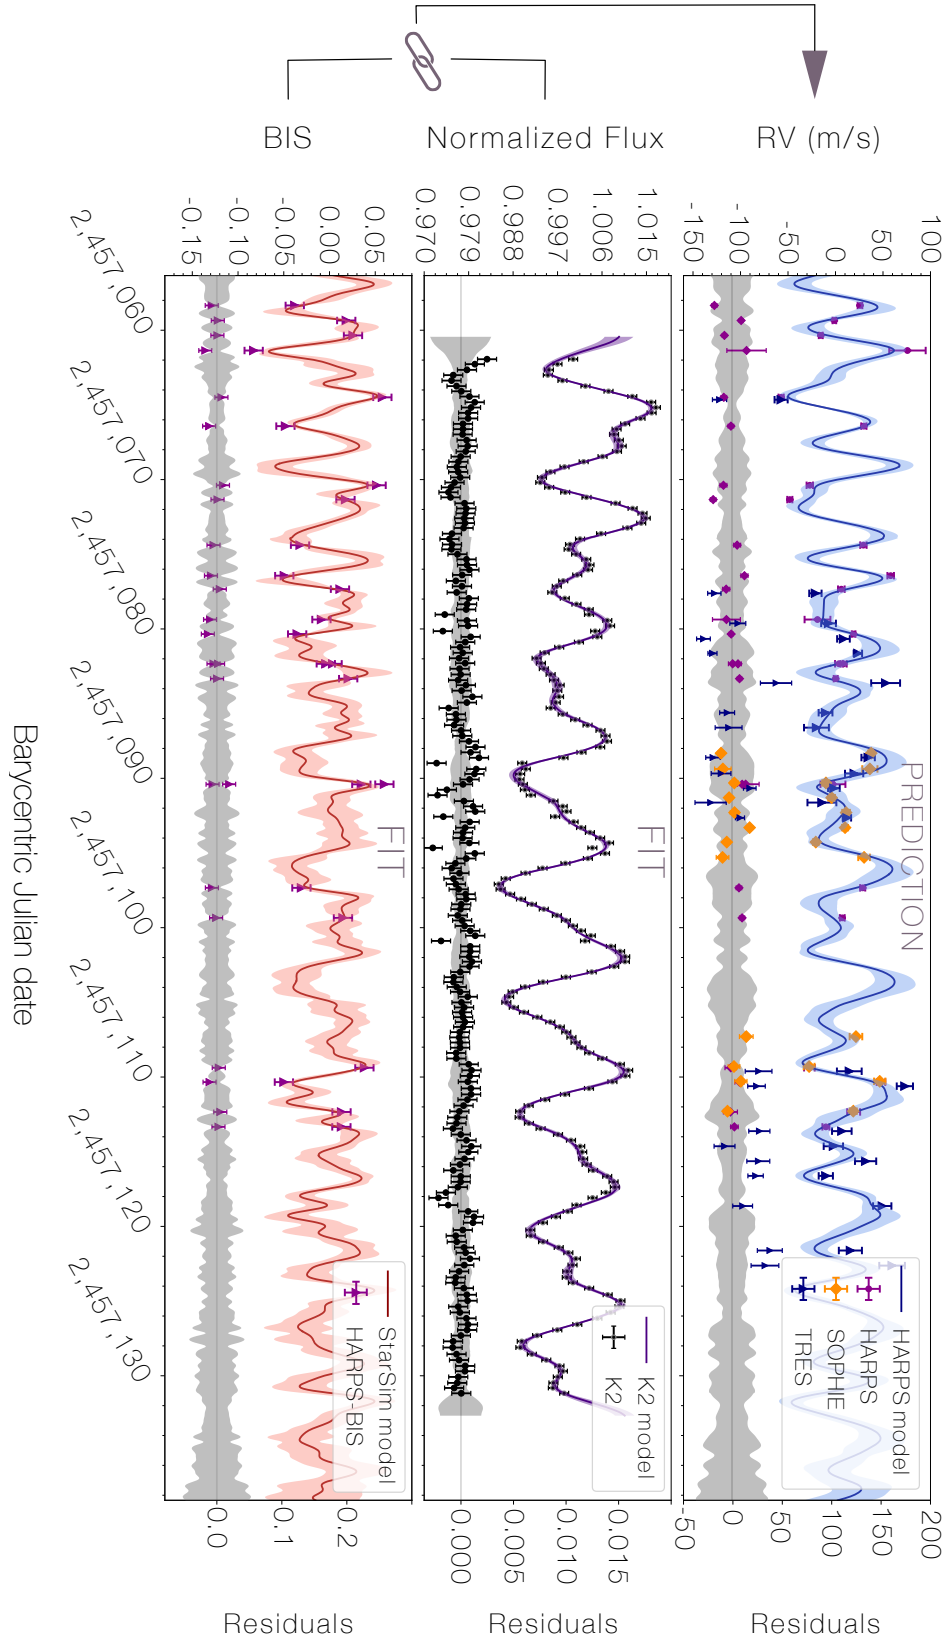 RV (m/s)
100
50
0
-50
-100
-150
PREDICTION
HARPS model
HARPS
SOPHIE
TRES
200
150
100
50
0
-50
Residuals
Normalized Flux
1.015
1.006
0.997
0.988
0.979
0.970
FIT
K2 model
K2
0.015
0.010
0.005
0.000
Residuals
BIS
0.05
0.00
-0.05
-0.10
-0.15
FIT
StarSim model
HARPS-BIS
0.2
0.1
0.0
Residuals
2,457,060
2,457,070
2,457,080
2,457,090
2,457,100
2,457,110
2,457,120
2,457,130
Barycentric Julian date